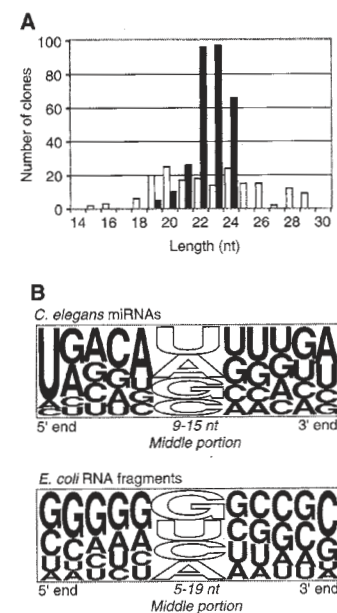 A
Number of clones
100
80
60
40
20
0
14 16 18 20 22 24 26 28 30
Length (nt)
B
C. elegans miRNAs
UGACA U UUUGA
5' end 9-15 nt 3' end
Middle portion
E. coli RNA fragments
GGGGG G GCCGC
5' end 5-19 nt 3' end
Middle portion